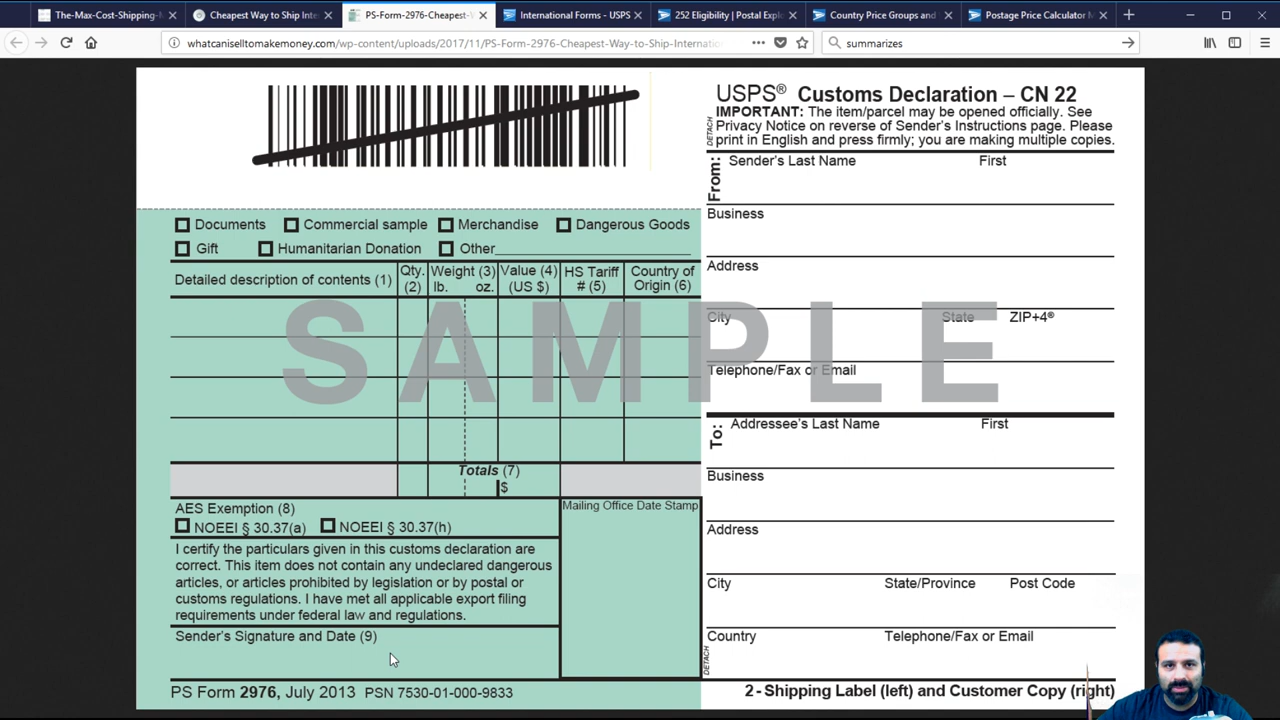 The-Max-Cost-Shipping-
Cheapest Way to Ship Inter
PS-Form-2976-Cheapest-W
International Forms - USPS
252 Eligibility | Postal Explo
Country Price Groups and
Postage Price Calculator
whatcaniselltomakemoney.com/wp-content/uploads/2017/11/PS-Form-2976-Cheapest-Way-to-Ship-Internatio
summarizes
USPS® Customs Declaration – CN 22
IMPORTANT: The item/parcel may be opened officially. See
Privacy Notice on reverse of Sender's Instructions page. Please
print in English and press firmly; you are making multiple copies.
DETACH
From:
Sender's Last Name First
Business
Address
City State ZIP+4®
Telephone/Fax or Email
To:
Addressee's Last Name First
Business
Address
City State/Province Post Code
Country Telephone/Fax or Email
DETACH
2 - Shipping Label (left) and Customer Copy (right)
Documents Commercial sample Merchandise Dangerous Goods
Gift Humanitarian Donation Other
Detailed description of contents (1) Qty. (2) Weight (3) lb. oz. Value (4) (US $) HS Tariff # (5) Country of Origin (6)
SAMPLE
Totals (7)
$
AES Exemption (8)
NOEEI § 30.37(a) NOEEI § 30.37(h)
Mailing Office Date Stamp
I certify the particulars given in this customs declaration are
correct. This item does not contain any undeclared dangerous
articles, or articles prohibited by legislation or by postal or
customs regulations. I have met all applicable export filing
requirements under federal law and regulations.
Sender's Signature and Date (9)
PS Form 2976, July 2013 PSN 7530-01-000-9833